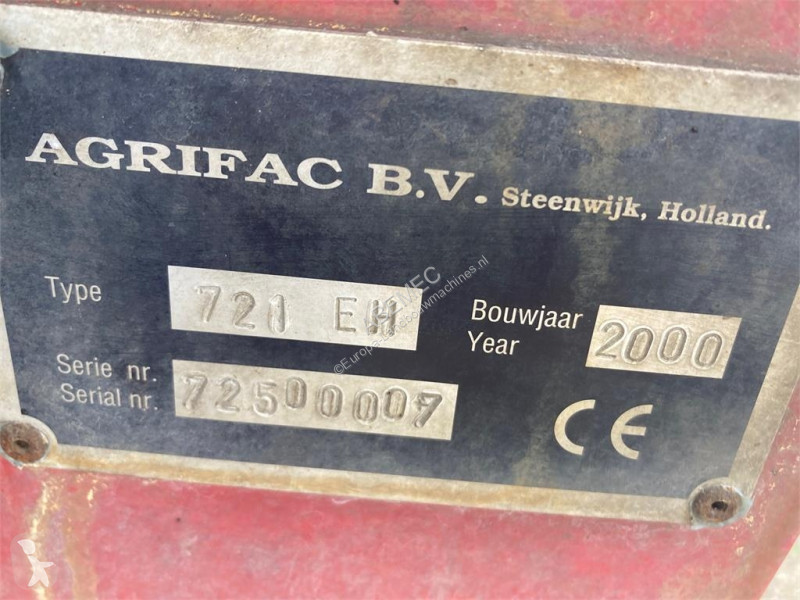 AGRIFAC B.V. Steenwijk, Holland.
Type 721 EH
Bouwjaar
Year 2000
Serie nr.
Serial nr. 72500007
CE